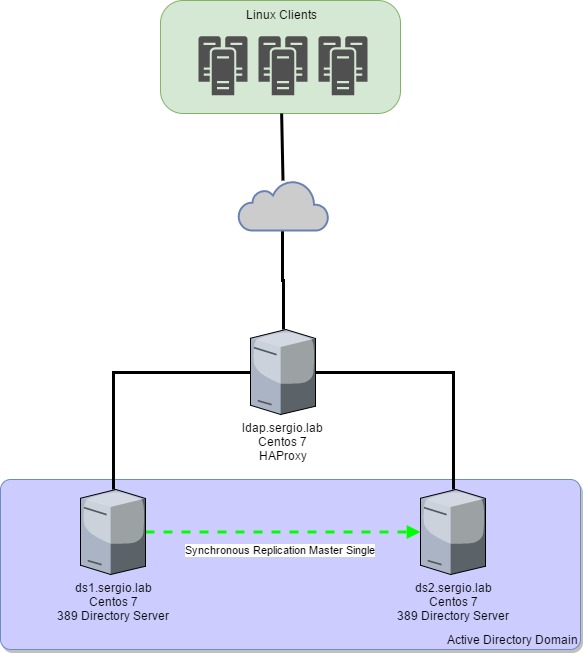 Linux Clients
ldap.sergio.lab
Centos 7
HAProxy
Synchronous Replication Master Single
ds1.sergio.lab
Centos 7
389 Directory Server
ds2.sergio.lab
Centos 7
389 Directory Server
Active Directory Domain